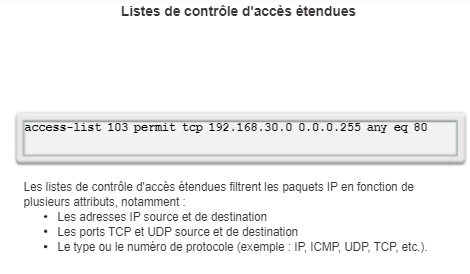 Listes de contrôle d'accès étendues
access-list 103 permit tcp 192.168.30.0 0.0.0.255 any eq 80
Les listes de contrôle d'accès étendues filtrent les paquets IP en fonction de
plusieurs attributs, notamment :
• Les adresses IP source et de destination
• Les ports TCP et UDP source et de destination
• Le type ou le numéro de protocole (exemple : IP, ICMP, UDP, TCP, etc.).